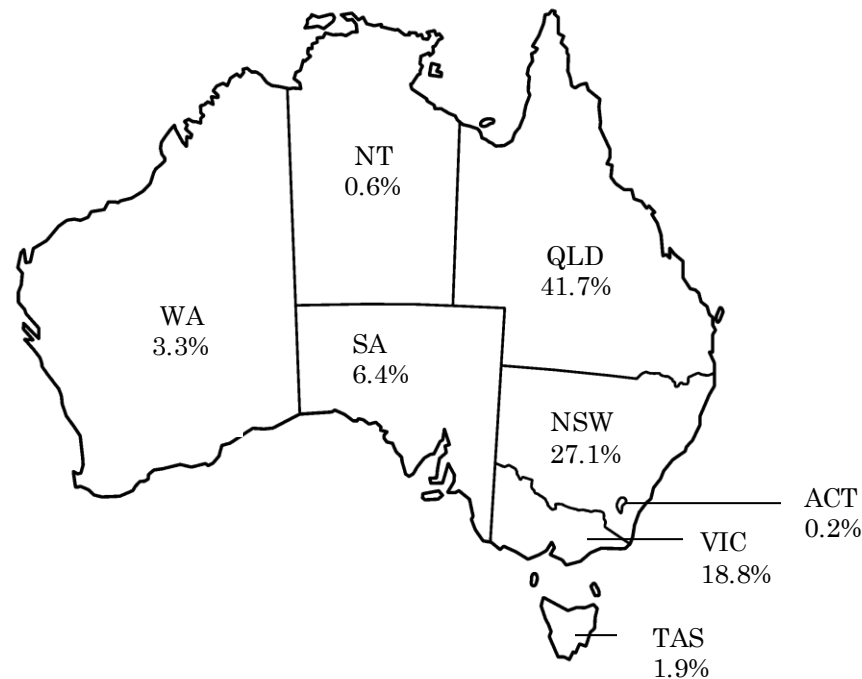 NT
0.6%
QLD
41.7%
WA
3.3%
SA
6.4%
NSW
27.1%
ACT
0.2%
VIC
18.8%
TAS
1.9%